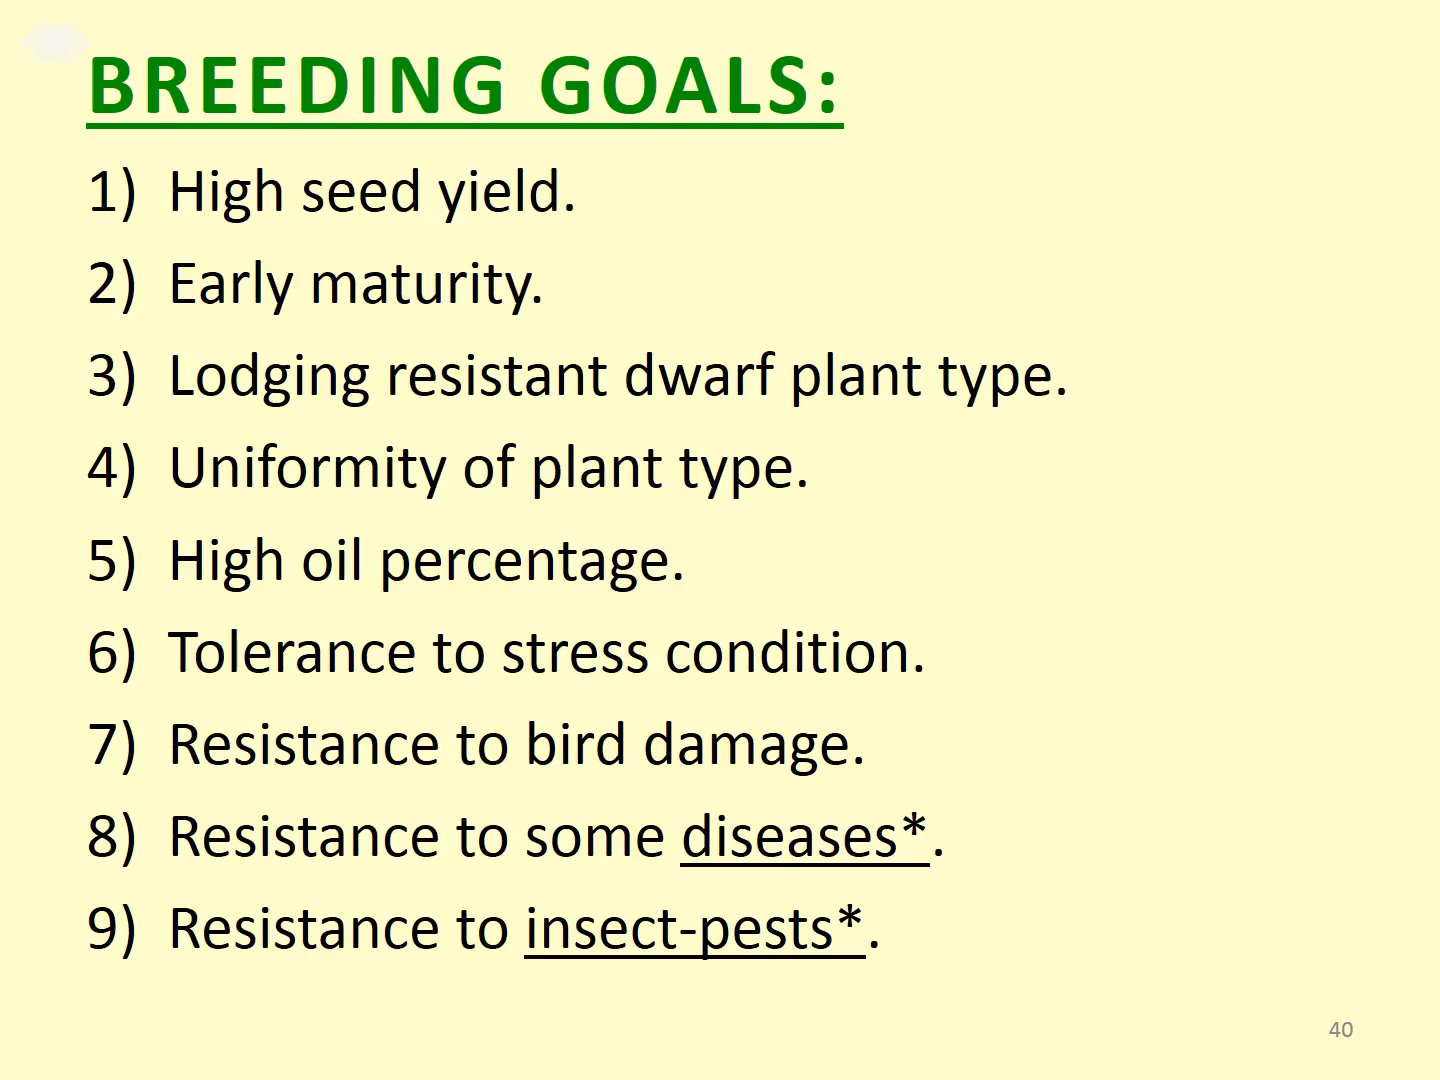 BREEDING GOALS:
1) High seed yield.
2) Early maturity.
3) Lodging resistant dwarf plant type.
4) Uniformity of plant type.
5) High oil percentage.
6) Tolerance to stress condition.
7) Resistance to bird damage.
8) Resistance to some diseases*.
9) Resistance to insect-pests*.
40